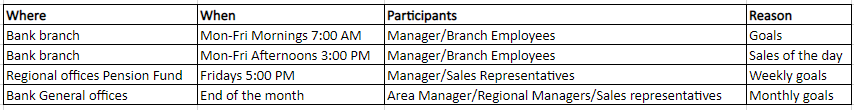 Where When Participants Reason
Bank branch Mon-Fri Mornings 7:00 AM Manager/Branch Employees Goals
Bank branch Mon-Fri Afternoons 3:00 PM Manager/Branch Employees Sales of the day
Regional offices Pension Fund Fridays 5:00 PM Manager/Sales Representatives Weekly goals
Bank General offices End of the month Area Manager/Regional Managers/Sales representatives Monthly goals